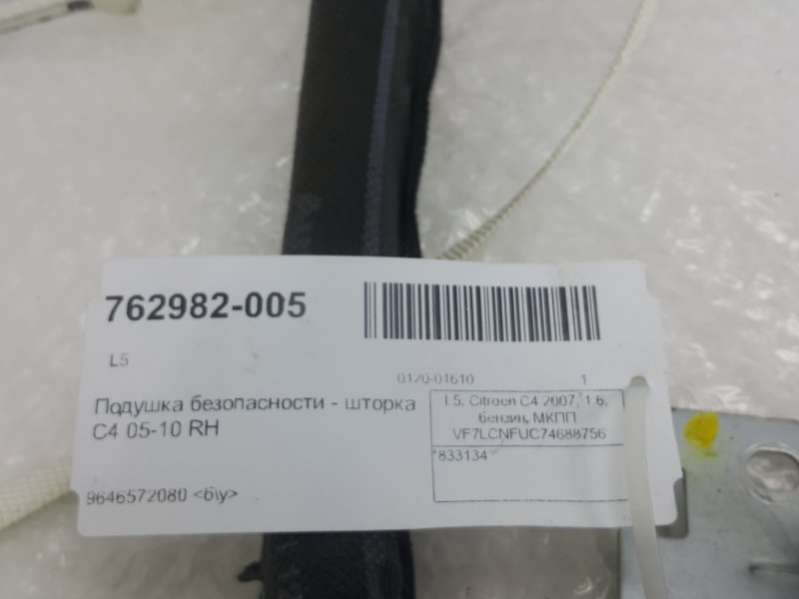 762982-005
L5
0120-01610 1
Подушка безопасности - шторка
C4 05-10 RH
L5, Citroen C4 2007, 1.6,
бензин, МКПП
VF7LCNFUC74688756
*833134
9646572080 <б\у>